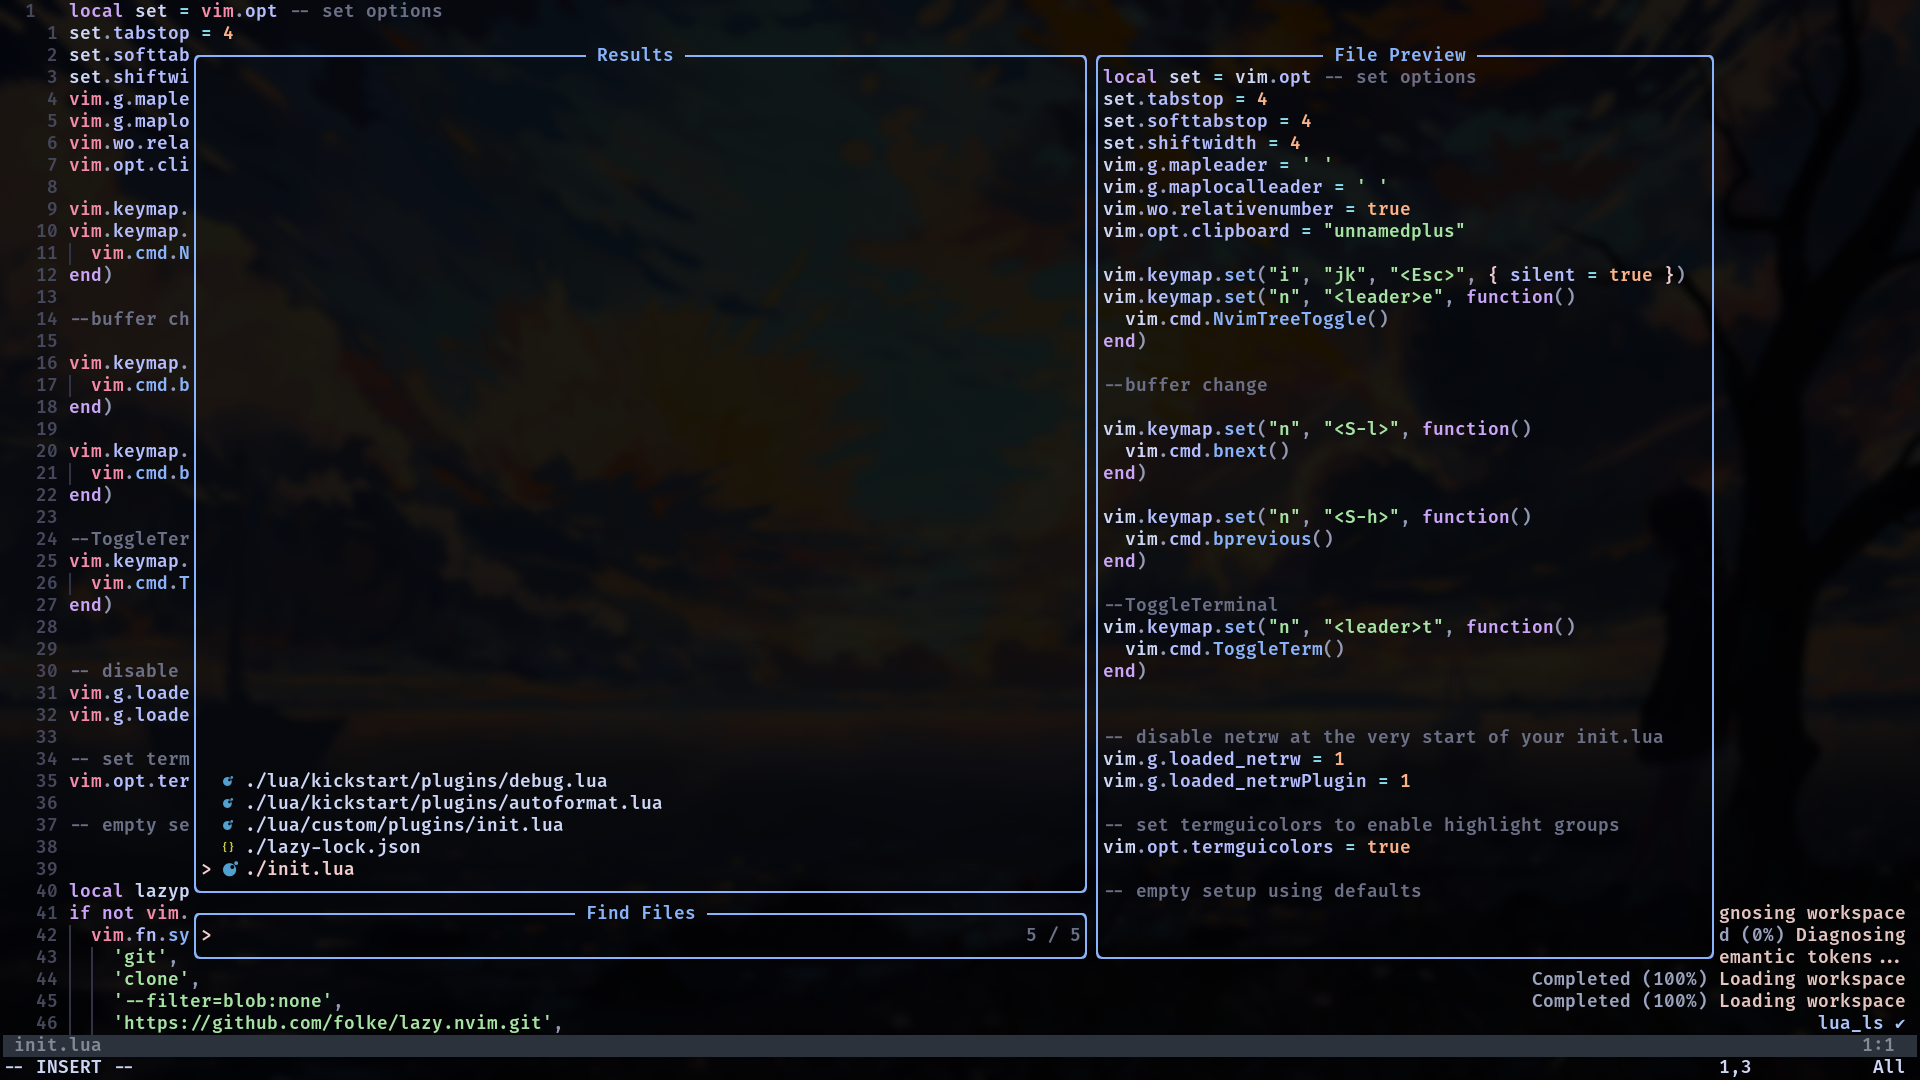 1 local set = vim.opt -- set options
1 set.tabstop = 4
2 set.softtab
3 set.shiftwi
4 vim.g.maple
5 vim.g.maplo
6 vim.wo.rela
7 vim.opt.cli
8
9 vim.keymap.
10 vim.keymap.
11 vim.cmd.N
12 end)
13
14 --buffer ch
15
16 vim.keymap.
17 vim.cmd.b
18 end)
19
20 vim.keymap.
21 vim.cmd.b
22 end)
23
24 --ToggleTer
25 vim.keymap.
26 vim.cmd.T
27 end)
28
29
30 -- disable
31 vim.g.loade
32 vim.g.loade
33
34 -- set term
35 vim.opt.ter
36
37 -- empty se
38
39
40 local lazyp
41 if not vim.
42 vim.fn.sy
43 'git',
44 'clone',
45 '--filter=blob:none',
46 'https://github.com/folke/lazy.nvim.git',
Results
./lua/kickstart/plugins/debug.lua
./lua/kickstart/plugins/autoformat.lua
./lua/custom/plugins/init.lua
{} ./lazy-lock.json
> ./init.lua
Find Files
> 5 / 5
File Preview
local set = vim.opt -- set options
set.tabstop = 4
set.softtabstop = 4
set.shiftwidth = 4
vim.g.mapleader = ' '
vim.g.maplocalleader = ' '
vim.wo.relativenumber = true
vim.opt.clipboard = "unnamedplus"

vim.keymap.set("i", "jk", "<Esc>", { silent = true })
vim.keymap.set("n", "<leader>e", function()
  vim.cmd.NvimTreeToggle()
end)

--buffer change

vim.keymap.set("n", "<S-l>", function()
  vim.cmd.bnext()
end)

vim.keymap.set("n", "<S-h>", function()
  vim.cmd.bprevious()
end)

--ToggleTerminal
vim.keymap.set("n", "<leader>t", function()
  vim.cmd.ToggleTerm()
end)

-- disable netrw at the very start of your init.lua
vim.g.loaded_netrw = 1
vim.g.loaded_netrwPlugin = 1

-- set termguicolors to enable highlight groups
vim.opt.termguicolors = true

-- empty setup using defaults
gnosing workspace
d (0%) Diagnosing
emantic tokens...
Completed (100%) Loading workspace
Completed (100%) Loading workspace
lua_ls ✔
init.lua 1:1
-- INSERT -- 1,3 All